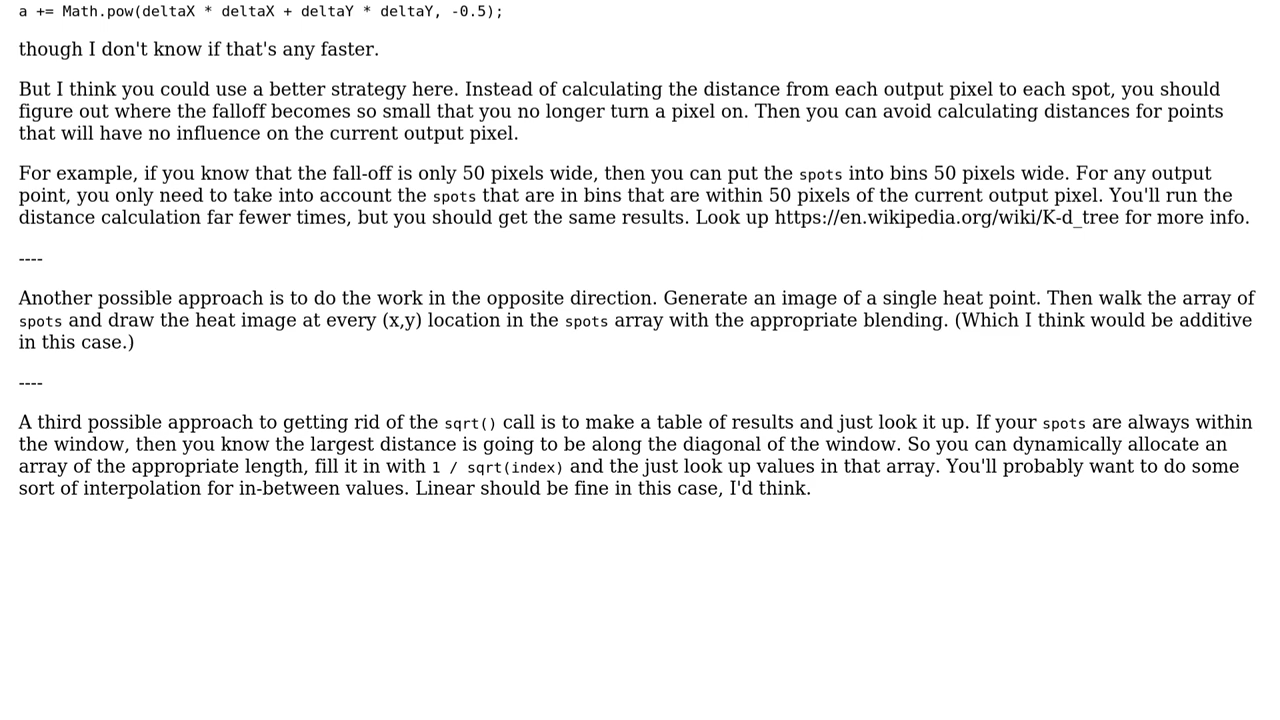 a += Math.pow(deltaX * deltaX + deltaY * deltaY, -0.5);
though I don't know if that's any faster.
But I think you could use a better strategy here. Instead of calculating the distance from each output pixel to each spot, you should
figure out where the falloff becomes so small that you no longer turn a pixel on. Then you can avoid calculating distances for points
that will have no influence on the current output pixel.
For example, if you know that the fall-off is only 50 pixels wide, then you can put the spots into bins 50 pixels wide. For any output
point, you only need to take into account the spots that are in bins that are within 50 pixels of the current output pixel. You'll run the
distance calculation far fewer times, but you should get the same results. Look up https://en.wikipedia.org/wiki/K-d_tree for more info.
----
Another possible approach is to do the work in the opposite direction. Generate an image of a single heat point. Then walk the array of
spots and draw the heat image at every (x,y) location in the spots array with the appropriate blending. (Which I think would be additive
in this case.)
----
A third possible approach to getting rid of the sqrt() call is to make a table of results and just look it up. If your spots are always within
the window, then you know the largest distance is going to be along the diagonal of the window. So you can dynamically allocate an
array of the appropriate length, fill it in with 1 / sqrt(index) and the just look up values in that array. You'll probably want to do some
sort of interpolation for in-between values. Linear should be fine in this case, I'd think.